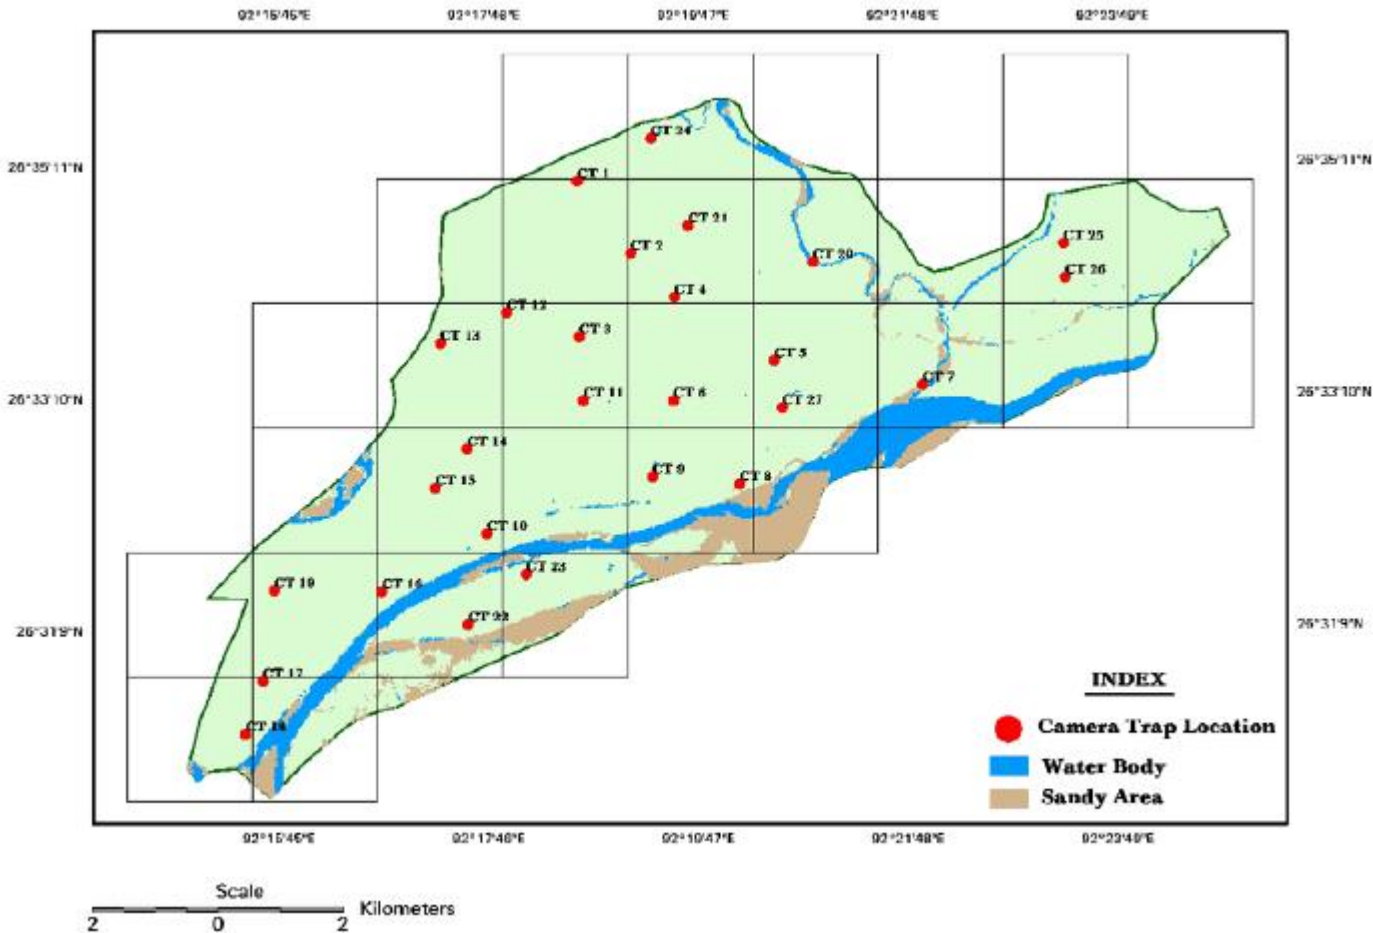 92°15'45"E 92°17'46"E 92°19'47"E 92°21'48"E 92°23'49"E
CT 24
26°35'11"N 26°35'11"N
CT 1
CT 21
CT 25
CT 2
CT 20
CT 26
CT 4
CT 12
CT 3
CT 13
CT 5
CT 7
26°33'10"N CT 11 CT 6 CT 27 26°33'10"N
CT 14
CT 9 CT 8
CT 15
CT 10
CT 23
CT 19 CT 16
CT 22
26°31'9"N 26°31'9"N
CT 17
INDEX
CT 18 Camera Trap Location
Water Body
Sandy Area
92°15'45"E 92°17'46"E 92°19'47"E 92°21'48"E 92°23'49"E
Scale
Kilometers
2 0 2